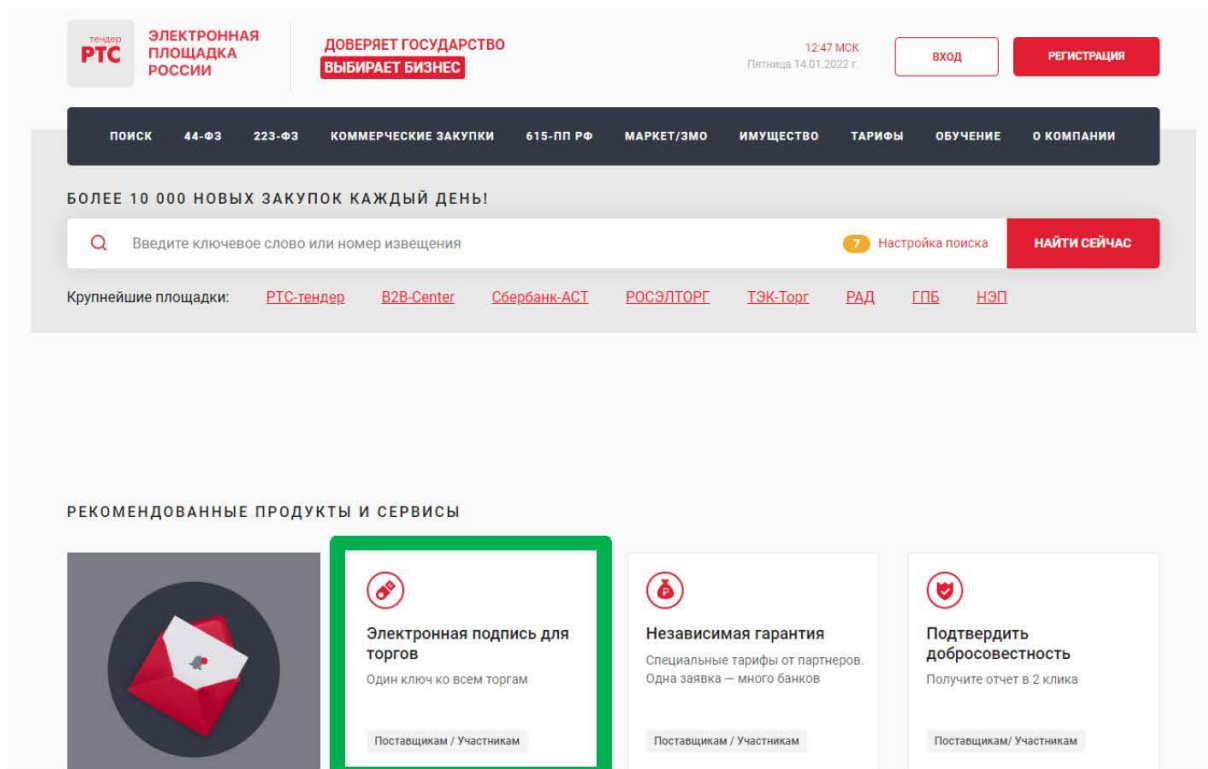 тендер
РТС
ЭЛЕКТРОННАЯ
ПЛОЩАДКА
РОССИИ
ДОВЕРЯЕТ ГОСУДАРСТВО
ВЫБИРАЕТ БИЗНЕС
12:47 МСК
Пятница 14.01.2022 г.
ВХОД
РЕГИСТРАЦИЯ
ПОИСК 44-ФЗ 223-ФЗ КОММЕРЧЕСКИЕ ЗАКУПКИ 615-ПП РФ МАРКЕТ/ЗМО ИМУЩЕСТВО ТАРИФЫ ОБУЧЕНИЕ О КОМПАНИИ
БОЛЕЕ 10 000 НОВЫХ ЗАКУПОК КАЖДЫЙ ДЕНЬ!
Введите ключевое слово или номер извещения 7 Настройка поиска НАЙТИ СЕЙЧАС
Крупнейшие площадки: РТС-тендер B2B-Center Сбербанк-АСТ РОСЭЛТОРГ ТЭК-Торг РАД ГПБ НЭП
РЕКОМЕНДОВАННЫЕ ПРОДУКТЫ И СЕРВИСЫ
Электронная подпись для
торгов
Один ключ ко всем торгам
Поставщикам / Участникам
Независимая гарантия
Специальные тарифы от партнеров.
Одна заявка — много банков
Поставщикам / Участникам
Подтвердить
добросовестность
Получите отчет в 2 клика
Поставщикам/ Участникам